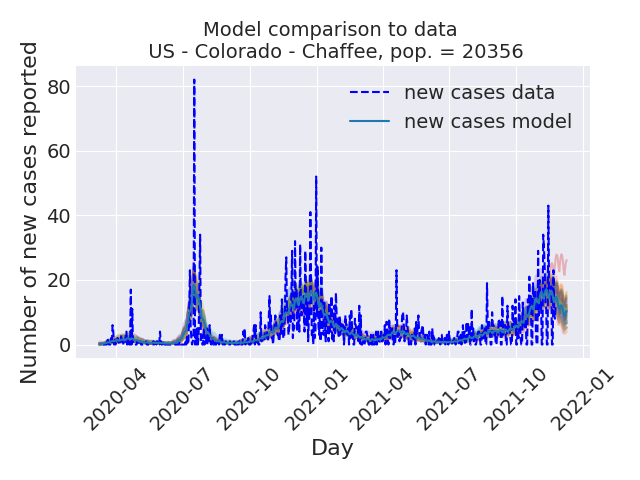 Model comparison to data
US - Colorado - Chaffee, pop. = 20356
Number of new cases reported
80
60
40
20
0
new cases data
new cases model
2020-04
2020-07
2020-10
2021-01
2021-04
2021-07
2021-10
2022-01
Day